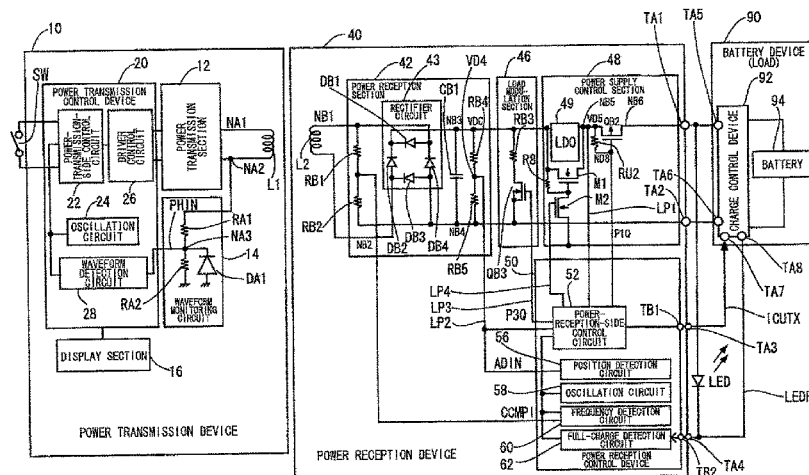 10
SW
20
POWER TRANSMISSION
CONTROL DEVICE
POWER-
TRANSMISSION-
SIDE CONTROL
CIRCUIT
22
DRIVER CONTROL
CIRCUIT
26
12
POWER
TRANSMISSION
SECTION
NA1
NA2
L1
24
OSCILLATION
CIRCUIT
PHIN
RA1
NA3
14
WAVEFORM
DETECTION
CIRCUIT
28
RA2
DA1
WAVEFORM
MONITORING
CIRCUIT
DISPLAY SECTION
16
POWER TRANSMISSION DEVICE
40
42
POWER RECEPTION
SECTION
43
RECTIFIER CIRCUIT
VD4
DB1
CB1
NB1
NB3
VDC
RB4
L2
RB1
RB2
NB2
DB2
DB3
DB4
NB4
RB5
46
LOAD
MODULATION
SECTION
RB3
QB3
48
POWER SUPPLY
CONTROL SECTION
49
LDO
NB5
VD5
QB2
NB6
R8
ND8
RU2
M1
M2
LP1
P1Q
50
52
LP4
LP3
P3Q
LP2
POWER-
RECEPTION-SIDE
CONTROL CIRCUIT
56
ADIN
POSITION DETECTION
CIRCUIT
58
OSCILLATION CIRCUIT
CCMPI
FREQUENCY DETECTION
CIRCUIT
60
FULL-CHARGE DETECTION
CIRCUIT
62
POWER RECEPTION
CONTROL DEVICE
POWER RECEPTION DEVICE
TA1
TA5
TA2
TA6
TA7
TA8
TB1
TA3
ICUTX
LED
LEDR
TA4
TB2
90
BATTERY DEVICE
(LOAD)
92
CHARGE CONTROL DEVICE
94
BATTERY